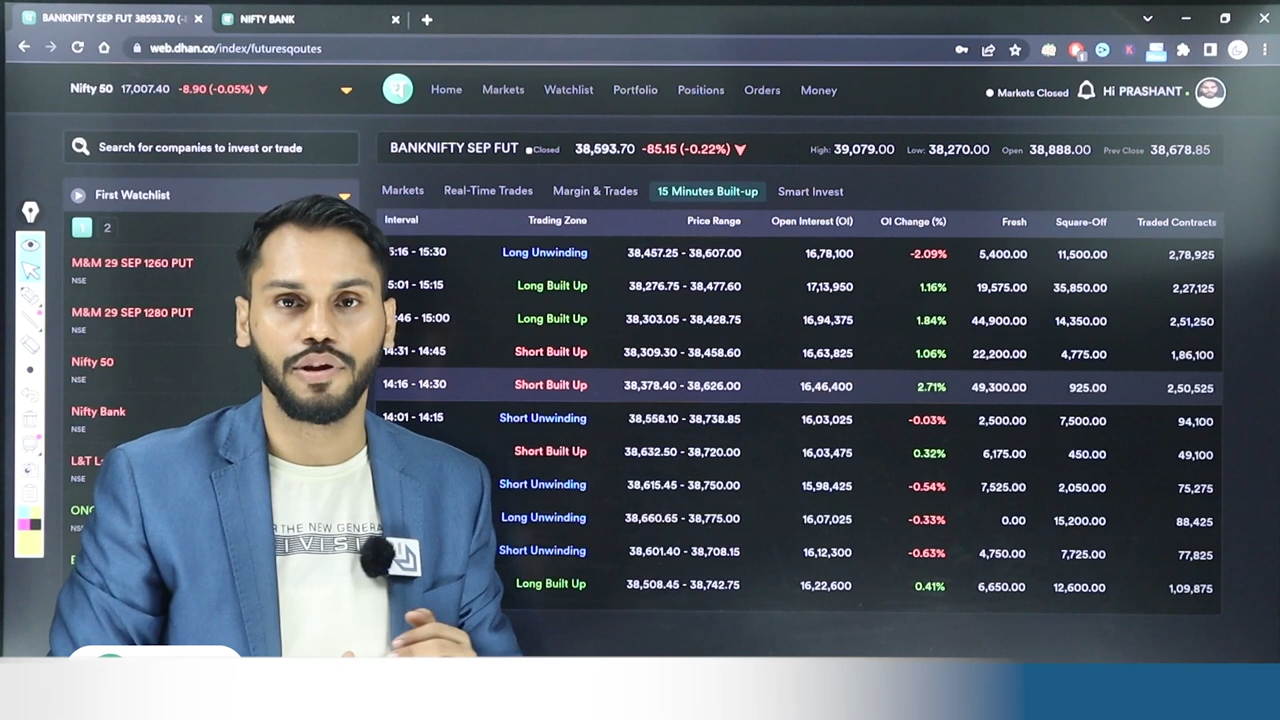 BANKNIFTY SEP FUT 38593.70 (-
NIFTY BANK
web.dhan.co/index/futuresqoutes
Nifty 50 17,007.40 -8.90 (-0.05%)
Home Markets Watchlist Portfolio Positions Orders Money
Markets Closed Hi PRASHANT
Search for companies to invest or trade
BANKNIFTY SEP FUT Closed 38,593.70 -85.15 (-0.22%) High: 39,079.00 Low: 38,270.00 Open 38,888.00 Prev Close 38,678.85
First Watchlist
1 2
M&M 29 SEP 1260 PUT
NSE
M&M 29 SEP 1280 PUT
NSE
Nifty 50
NSE
Nifty Bank
NSE
L&T
NSE
Markets Real-Time Trades Margin & Trades 15 Minutes Built-up Smart Invest
Interval Trading Zone Price Range Open Interest (OI) OI Change (%) Fresh Square-Off Traded Contracts
5:16 - 15:30 Long Unwinding 38,457.25 - 38,607.00 16,78,100 -2.09% 5,400.00 11,500.00 2,78,925
5:01 - 15:15 Long Built Up 38,276.75 - 38,477.60 17,13,950 1.16% 19,575.00 35,850.00 2,27,125
:46 - 15:00 Long Built Up 38,303.05 - 38,428.75 16,94,375 1.84% 44,900.00 14,350.00 2,51,250
14:31 - 14:45 Short Built Up 38,309.30 - 38,458.60 16,63,825 1.06% 22,200.00 4,775.00 1,86,100
14:16 - 14:30 Short Built Up 38,378.40 - 38,626.00 16,46,400 2.71% 49,300.00 925.00 2,50,525
14:01 - 14:15 Short Unwinding 38,558.10 - 38,738.85 16,03,025 -0.03% 2,500.00 7,500.00 94,100
Short Built Up 38,632.50 - 38,720.00 16,03,475 0.32% 6,175.00 450.00 49,100
Short Unwinding 38,615.45 - 38,750.00 15,98,425 -0.54% 7,525.00 2,050.00 75,275
Long Unwinding 38,660.65 - 38,775.00 16,07,025 -0.33% 0.00 15,200.00 88,425
Short Unwinding 38,601.40 - 38,708.15 16,12,300 -0.63% 4,750.00 7,725.00 77,825
Long Built Up 38,508.45 - 38,742.75 16,22,600 0.41% 6,650.00 12,600.00 1,09,875
THE NEW GENERA
IVISI